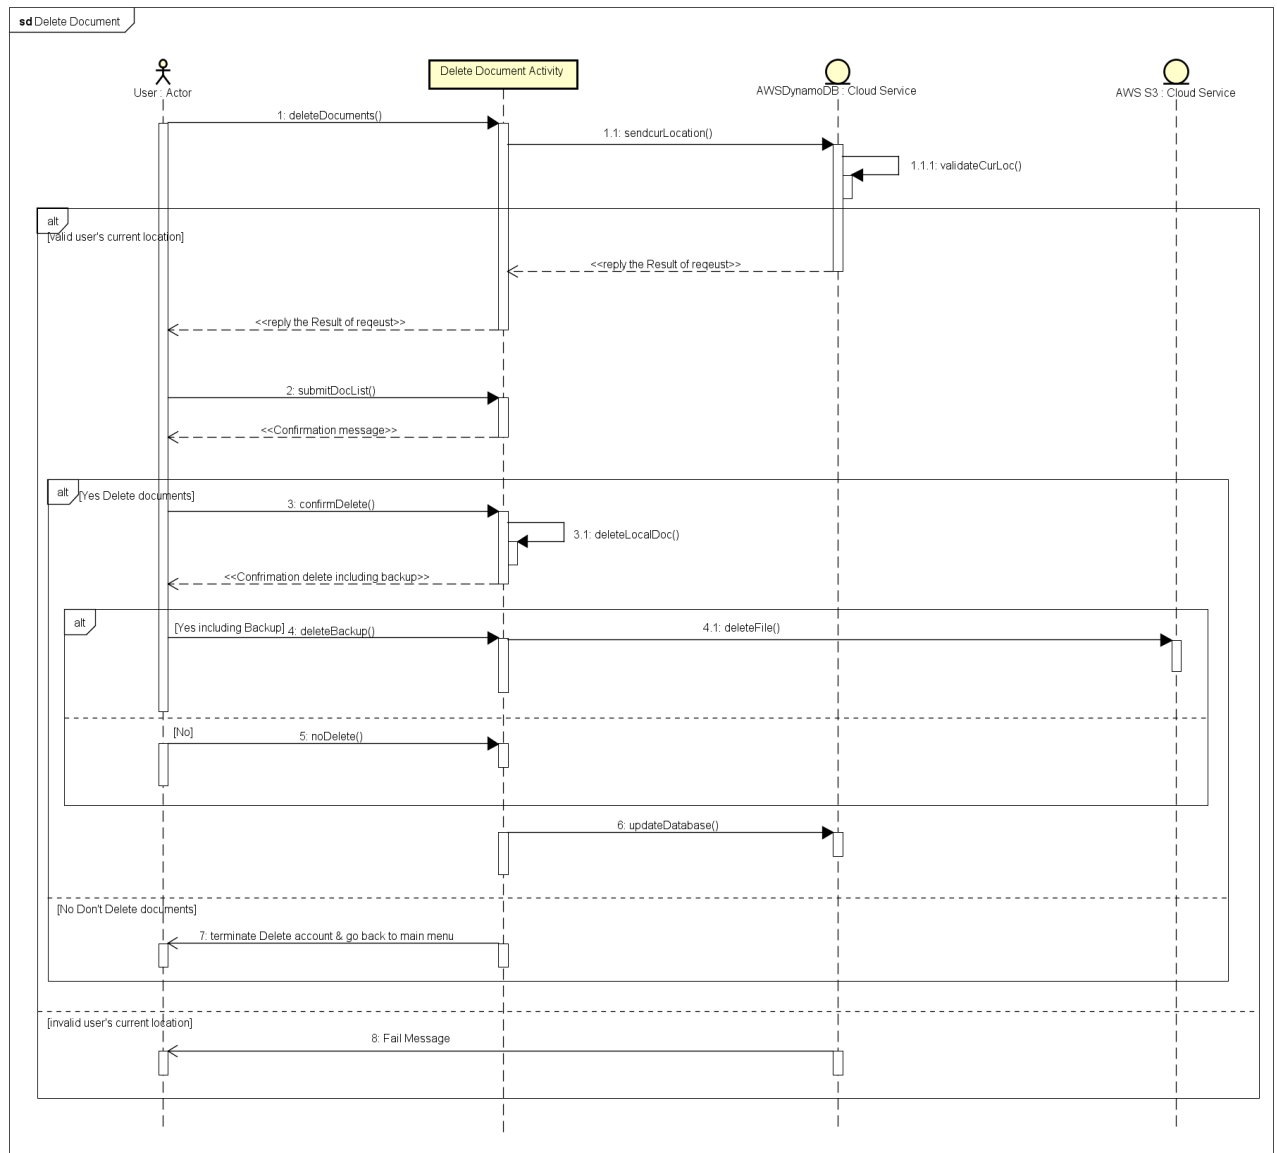 sd Delete Document
User : Actor
Delete Document Activity
AWSDynamoDB : Cloud Service
AWS S3 : Cloud Service
1: deleteDocuments()
1.1: sendcurLocation()
1.1.1: validateCurLoc()
alt
[valid user's current location]
<<reply the Result of reqeust>>
<<reply the Result of reqeust>>
2: submitDocList()
<<Confirmation message>>
alt
[Yes Delete documents]
3: confirmDelete()
3.1: deleteLocalDoc()
<<Confrimation delete including backup>>
alt
[Yes including Backup]
4: deleteBackup()
4.1: deleteFile()
[No]
5: noDelete()
6: updateDatabase()
[No Don't Delete documents]
7: terminate Delete account & go back to main menu
[invalid user's current location]
8: Fail Message